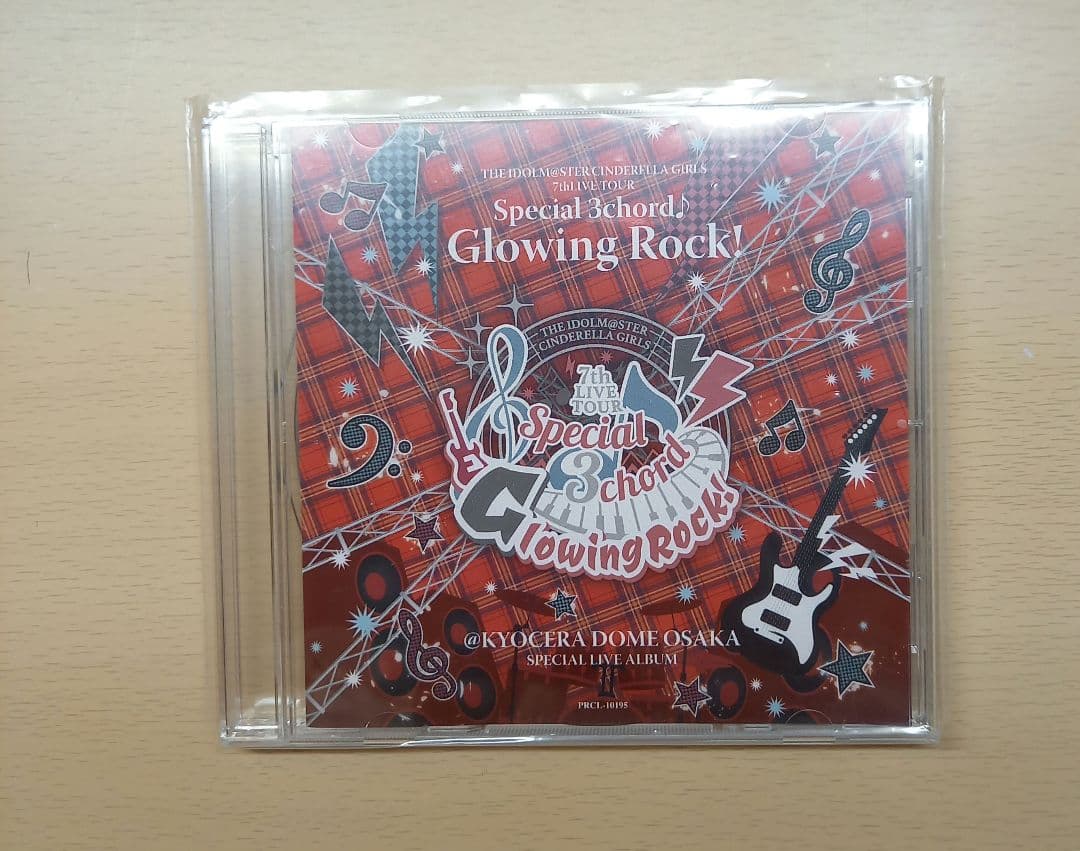 THE IDOLM@STER CINDERELLA GIRLS
7thLIVE TOUR
Special 3chord♪
Glowing Rock!
THE IDOLM@STER
CINDERELLA GIRLS
7th
LIVE
TOUR
Special
3chord
Glowing Rock!
@KYOCERA DOME OSAKA
SPECIAL LIVE ALBUM
PRCL-10195